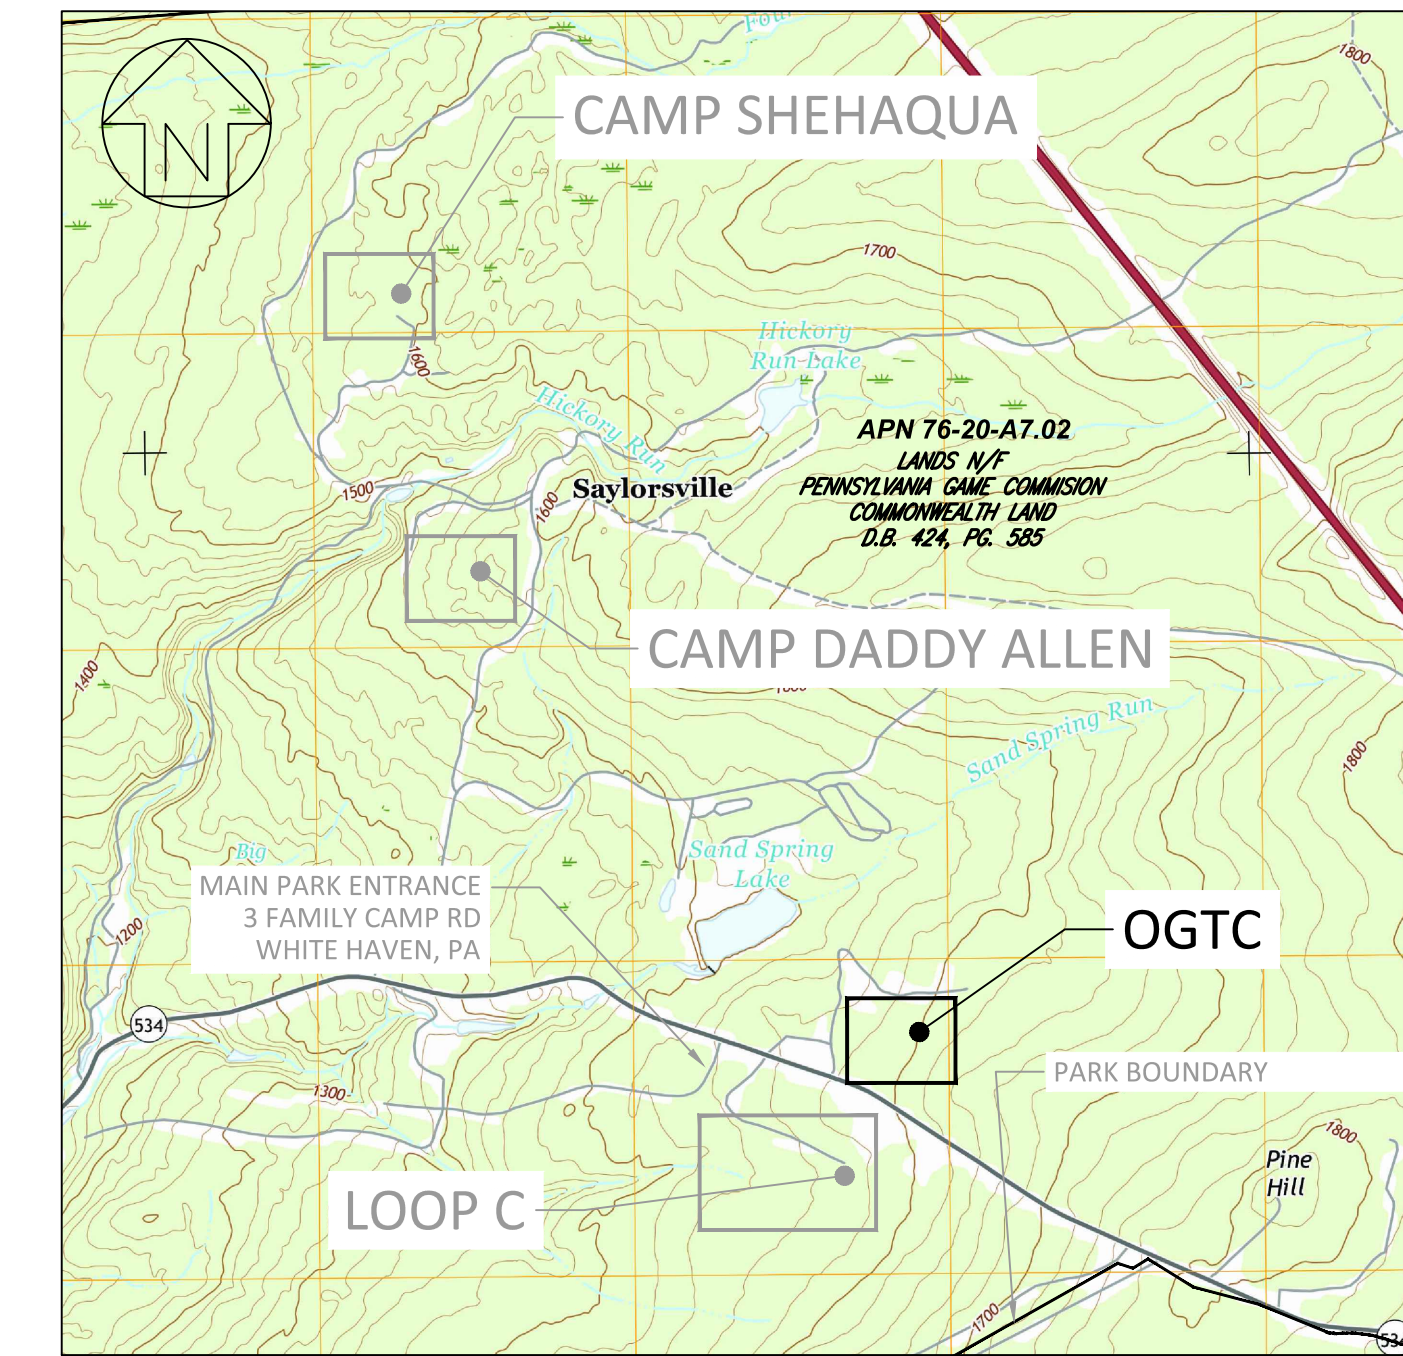 Four
1800
N
CAMP SHEHAQUA
1700
Hickory
Run Lake
1600
Hickory Run
APN 76-20-A7.02
LANDS N/F
PENNSYLVANIA GAME COMMISION
COMMONWEALTH LAND
D.B. 424, PG. 585
1500
1600
Saylorsville
CAMP DADDY ALLEN
1400
Sand Spring Run
1800
Big
Sand Spring
Lake
MAIN PARK ENTRANCE
3 FAMILY CAMP RD
WHITE HAVEN, PA
1200
OGTC
534
PARK BOUNDARY
1300
1800
Pine
Hill
LOOP C
1700
534